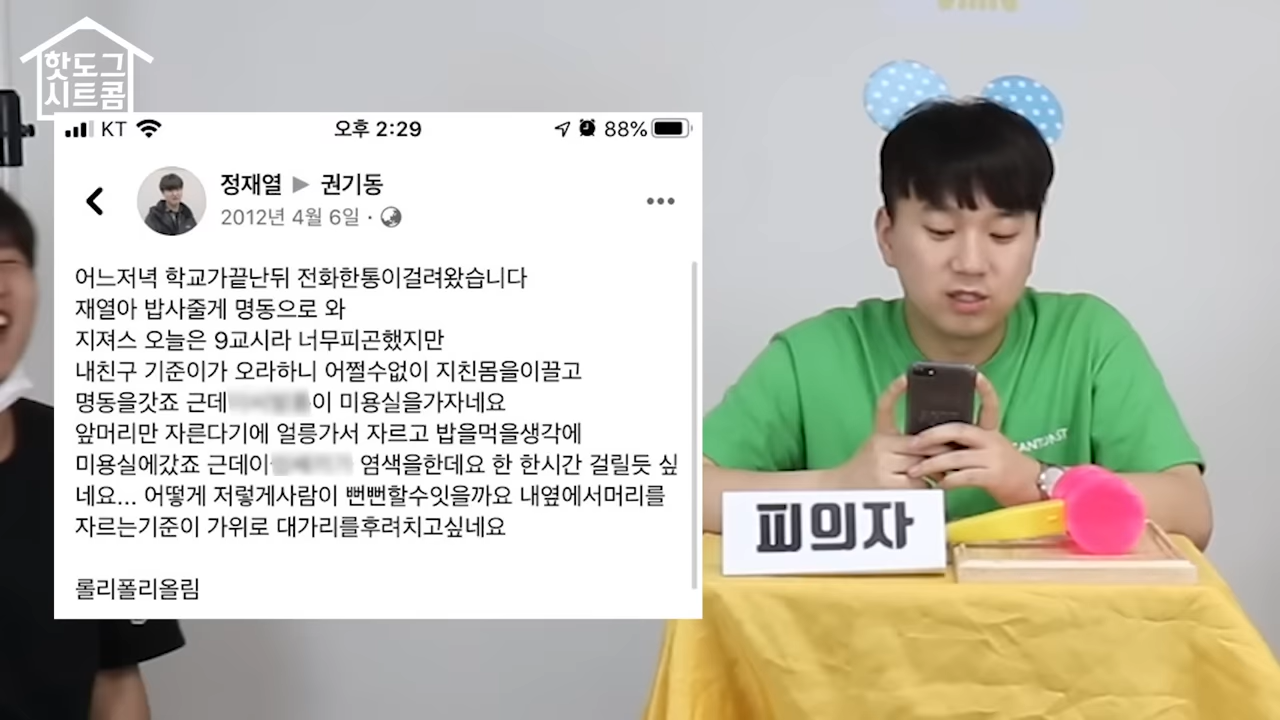 핫도그
시트콤
KT
오후 2:29
88%
정재열 ▶ 권기동
2012년 4월 6일 ·
어느저녁 학교가끝난뒤 전화한통이걸려왔습니다
재열아 밥사줄게 명동으로 와
지져스 오늘은 9교시라 너무피곤했지만
내친구 기준이가 오라하니 어쩔수없이 지친몸을이끌고
명동을갓죠 근데 이 미용실을가자네요
앞머리만 자른다기에 얼릉가서 자르고 밥을먹을생각에
미용실에갔죠 근데이 염색을한데요 한 한시간 걸릴듯 싶
네요... 어떻게 저렇게사람이 뻔뻔할수잇을까요 내옆에서머리를
자르는기준이 가위로 대가리를후려치고싶네요
롤리폴리올림
피의자